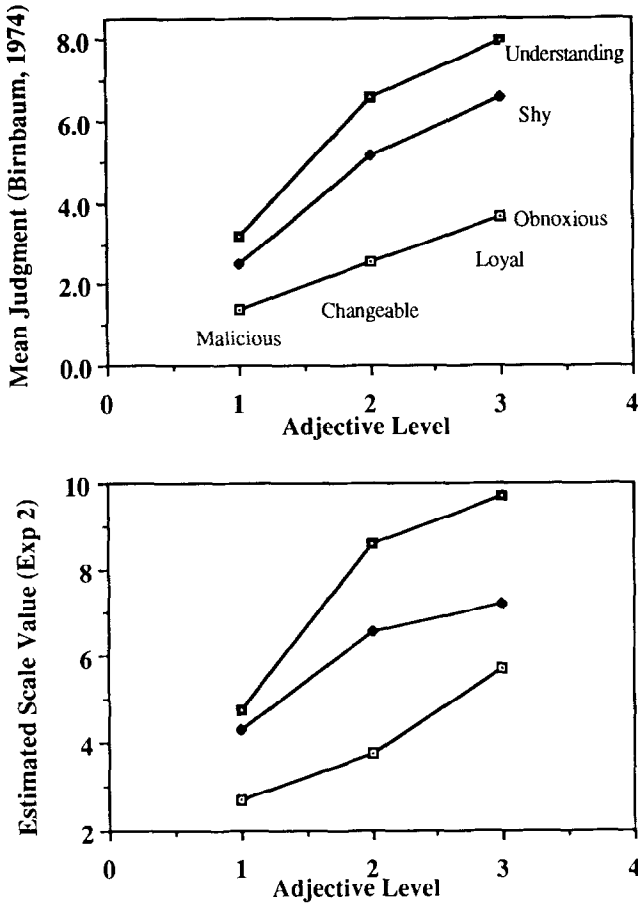 Mean Judgment (Birnbaum, 1974)
8.0
6.0
4.0
2.0
0.0
Understanding
Shy
Obnoxious
Loyal
Changeable
Malicious
0 1 2 3 4
Adjective Level
Estimated Scale Value (Exp 2)
10
8
6
4
2
0 1 2 3 4
Adjective Level